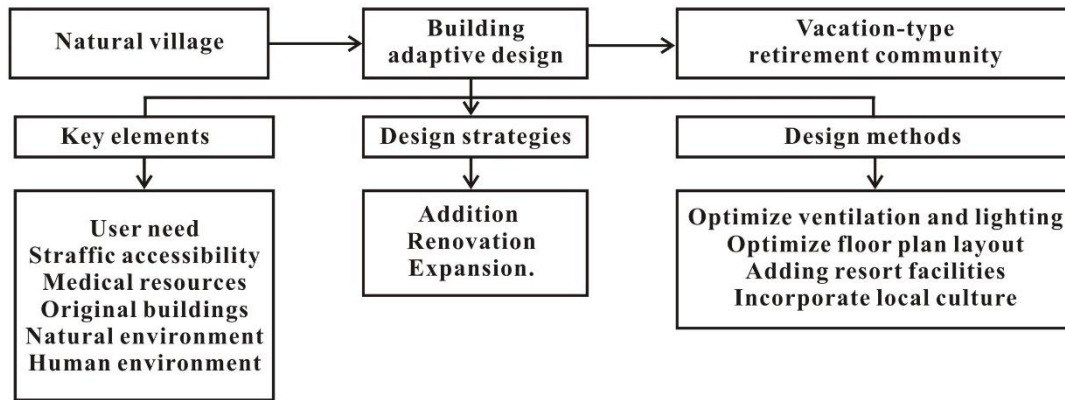 Natural village
Building
adaptive design
Vacation-type
retirement community
Key elements
Design strategies
Design methods
User need
Straffic accessibility
Medical resources
Original buildings
Natural environment
Human environment
Addition
Renovation
Expansion.
Optimize ventilation and lighting
Optimize floor plan layout
Adding resort facilities
Incorporate local culture